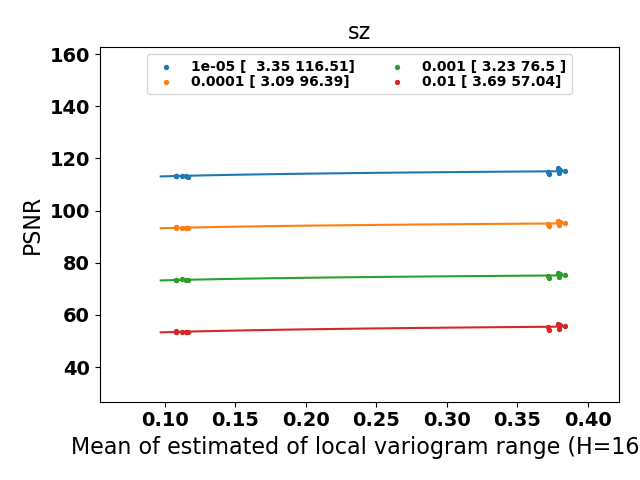 sz
1e-05 [  3.35 116.51]
0.0001 [ 3.09 96.39]
0.001 [ 3.23 76.5 ]
0.01 [ 3.69 57.04]
PSNR
160
140
120
100
80
60
40
0.10 0.15 0.20 0.25 0.30 0.35 0.40
Mean of estimated of local variogram range (H=16